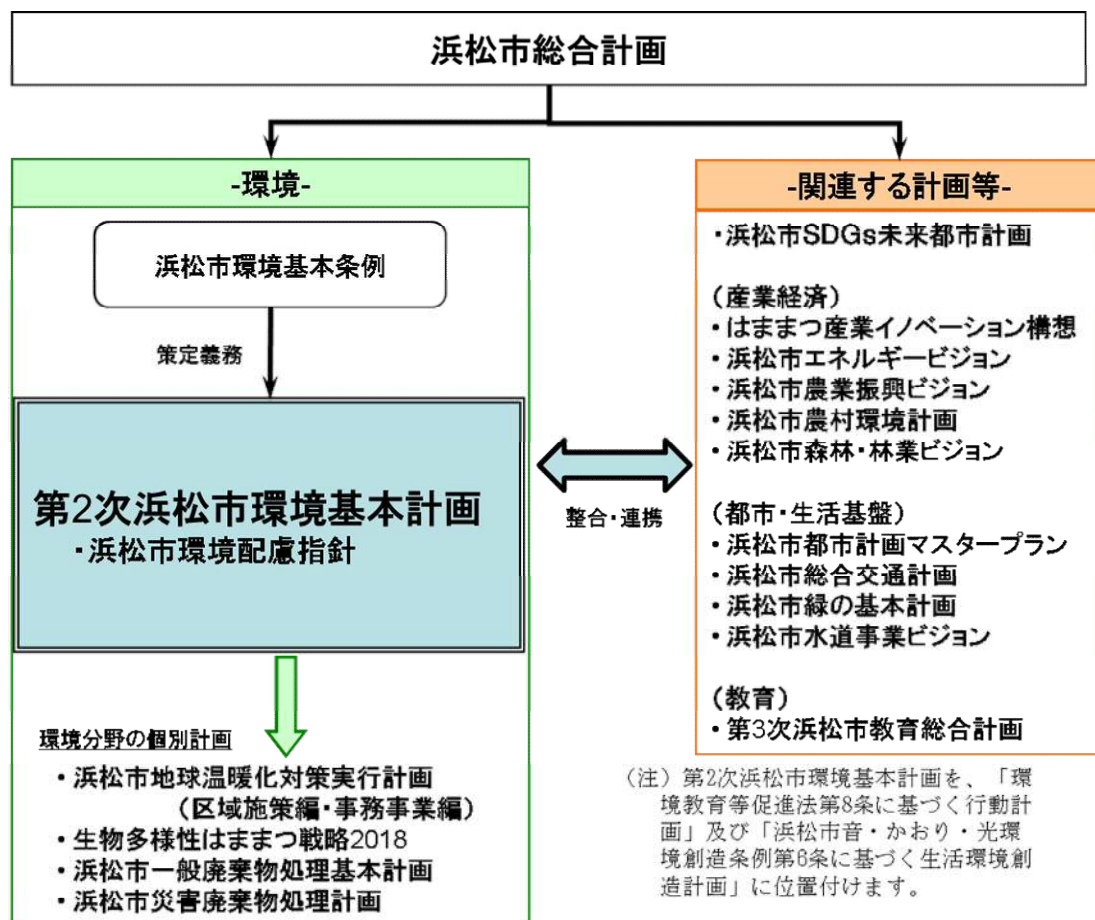 浜松市総合計画
-環境-
浜松市環境基本条例
策定義務
第2次浜松市環境基本計画
・浜松市環境配慮指針
環境分野の個別計画
・浜松市地球温暖化対策実行計画
（区域施策編・事務事業編）
・生物多様性はままつ戦略2018
・浜松市一般廃棄物処理基本計画
・浜松市災害廃棄物処理計画
整合・連携
-関連する計画等-
・浜松市SDGs未来都市計画
（産業経済）
・はままつ産業イノベーション構想
・浜松市エネルギービジョン
・浜松市農業振興ビジョン
・浜松市農村環境計画
・浜松市森林・林業ビジョン
（都市・生活基盤）
・浜松市都市計画マスタープラン
・浜松市総合交通計画
・浜松市緑の基本計画
・浜松市水道事業ビジョン
（教育）
・第3次浜松市教育総合計画
（注）第2次浜松市環境基本計画を、「環
境教育等促進法第8条に基づく行動計
画」及び「浜松市音・かおり・光環
境創造条例第6条に基づく生活環境創
造計画」に位置付けます。